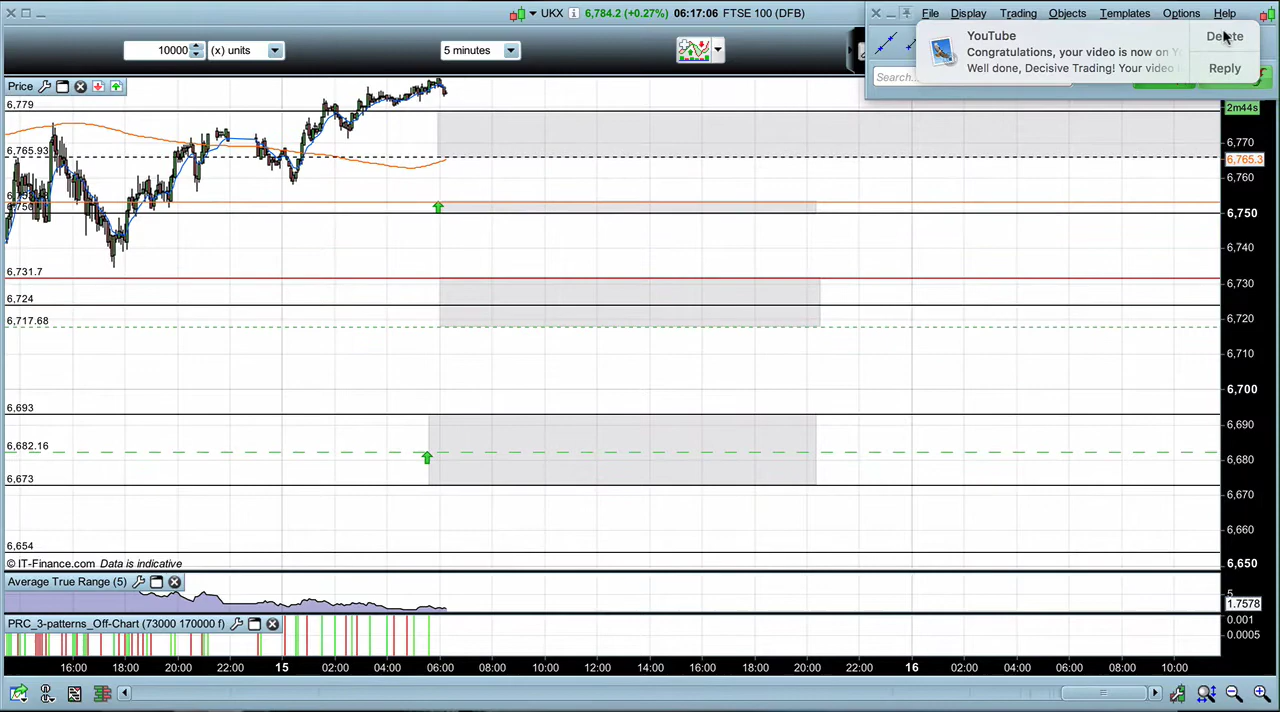 UKX 6,784.2 (+0.27%) 06:17:06 FTSE 100 (DFB)
File Display Trading Objects Templates Options Help
YouTube
Delete
Congratulations, your video is now on
Well done, Decisive Trading! Your video
Reply
10000 (x) units
5 minutes
Search...
Price
6,779
6,765.93
6,750
6,731.7
6,724
6,717.68
6,693
6,682.16
6,673
6,654
2m44s
6,770
6,765.3
6,760
6,750
6,740
6,730
6,720
6,710
6,700
6,690
6,680
6,670
6,660
6,650
© IT-Finance.com Data is indicative
Average True Range (5)
5
1.7578
PRC_3-patterns_Off-Chart (73000 170000 f)
0.001
0.0005
16:00 18:00 20:00 22:00 15 02:00 04:00 06:00 08:00 10:00 12:00 14:00 16:00 18:00 20:00 22:00 16 02:00 04:00 06:00 08:00 10:00